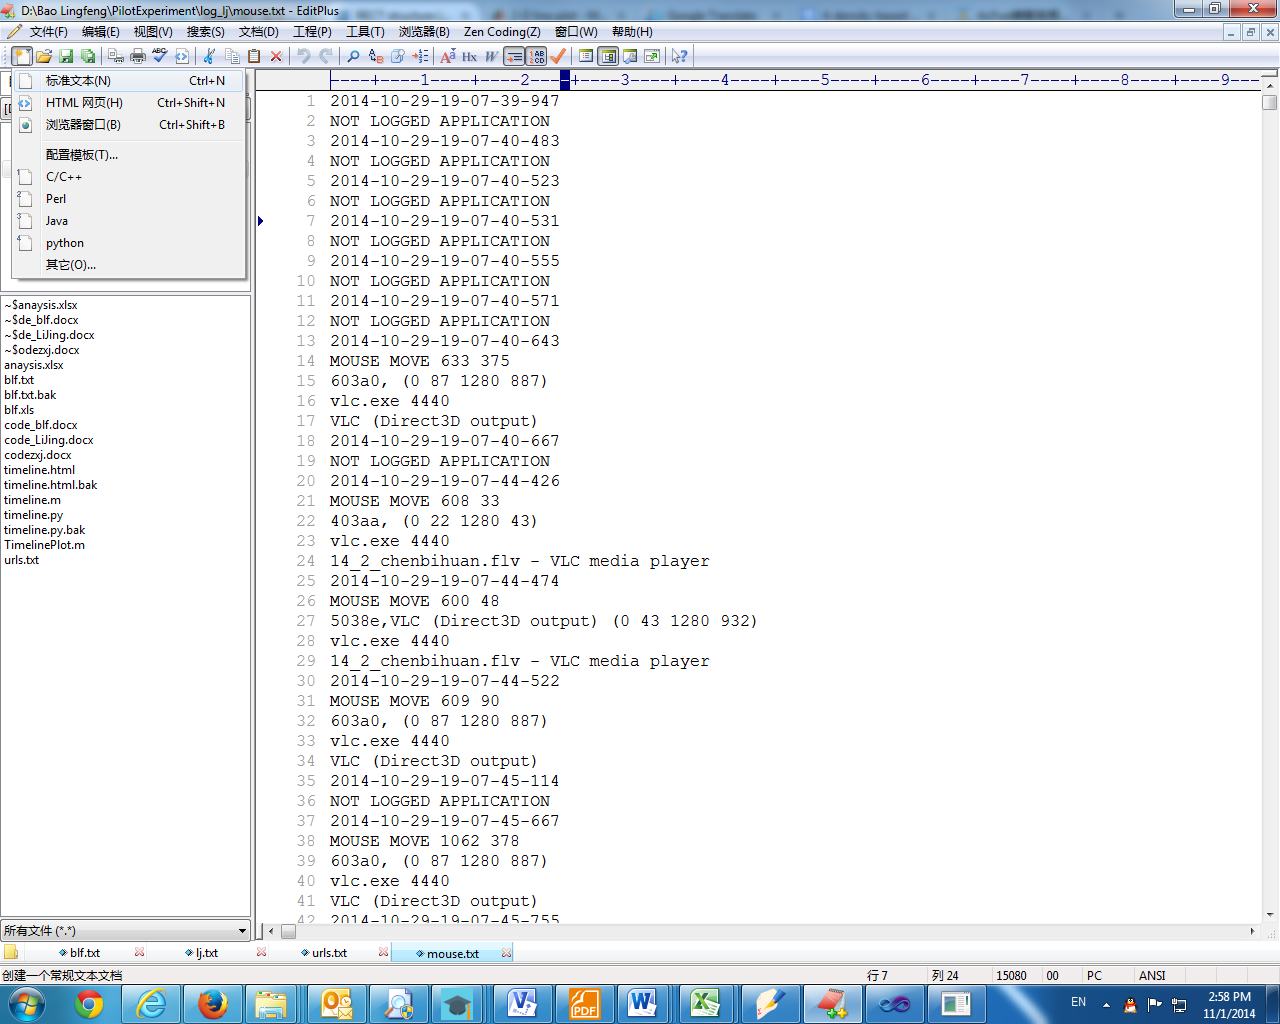 D:\Bao Lingfeng\PilotExperiment\log_lj\mouse.txt - EditPlus
文件(F) 编辑(E) 视图(V) 搜索(S) 文档(D) 工程(P) 工具(T) 浏览器(B) Zen Coding(Z) 窗口(W) 帮助(H)
标准文本(N) Ctrl+N
HTML 网页(H) Ctrl+Shift+N
浏览器窗口(B) Ctrl+Shift+B
配置模板(T)...
1 C/C++
2 Perl
3 Java
4 python
其它(O)...
~$anaysis.xlsx
~$de_blf.docx
~$de_LiJing.docx
~$odezxj.docx
anaysis.xlsx
blf.txt
blf.txt.bak
blf.xls
code_blf.docx
code_LiJing.docx
codezxj.docx
timeline.html
timeline.html.bak
timeline.m
timeline.py
timeline.py.bak
TimelinePlot.m
urls.txt
所有文件 (*.*)
----+----1----+----2----+----3----+----4----+----5----+----6----+----7----+----8----+----9---
1 2014-10-29-19-07-39-947
2 NOT LOGGED APPLICATION
3 2014-10-29-19-07-40-483
4 NOT LOGGED APPLICATION
5 2014-10-29-19-07-40-523
6 NOT LOGGED APPLICATION
7 2014-10-29-19-07-40-531
8 NOT LOGGED APPLICATION
9 2014-10-29-19-07-40-555
10 NOT LOGGED APPLICATION
11 2014-10-29-19-07-40-571
12 NOT LOGGED APPLICATION
13 2014-10-29-19-07-40-643
14 MOUSE MOVE 633 375
15 603a0, (0 87 1280 887)
16 vlc.exe 4440
17 VLC (Direct3D output)
18 2014-10-29-19-07-40-667
19 NOT LOGGED APPLICATION
20 2014-10-29-19-07-44-426
21 MOUSE MOVE 608 33
22 403aa, (0 22 1280 43)
23 vlc.exe 4440
24 14_2_chenbihuan.flv - VLC media player
25 2014-10-29-19-07-44-474
26 MOUSE MOVE 600 48
27 5038e,VLC (Direct3D output) (0 43 1280 932)
28 vlc.exe 4440
29 14_2_chenbihuan.flv - VLC media player
30 2014-10-29-19-07-44-522
31 MOUSE MOVE 609 90
32 603a0, (0 87 1280 887)
33 vlc.exe 4440
34 VLC (Direct3D output)
35 2014-10-29-19-07-45-114
36 NOT LOGGED APPLICATION
37 2014-10-29-19-07-45-667
38 MOUSE MOVE 1062 378
39 603a0, (0 87 1280 887)
40 vlc.exe 4440
41 VLC (Direct3D output)
42 2014-10-29-19-07-45-755
blf.txt lj.txt urls.txt mouse.txt
创建一个常规文本文档 行 7 列 24 15080 00 PC ANSI
EN 2:58 PM
11/1/2014